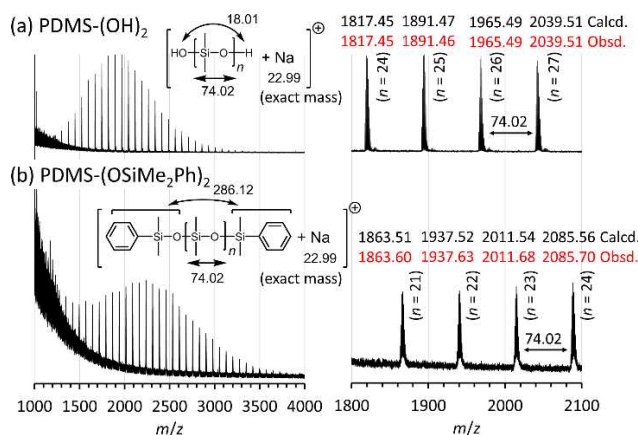 (a) PDMS-(OH)2
18.01
HO Si O H
n
+ Na
22.99
74.02
(exact mass)
⊕
1817.45 1891.47 1965.49 2039.51 Calcd.
1817.45 1891.46 1965.49 2039.51 Obsd.
(n = 24)
(n = 25)
(n = 26)
(n = 27)
74.02
(b) PDMS-(OSiMe2Ph)2
286.12
Si O Si O Si
n
+ Na
22.99
74.02
(exact mass)
⊕
1863.51 1937.52 2011.54 2085.56 Calcd.
1863.60 1937.63 2011.68 2085.70 Obsd.
(n = 21)
(n = 22)
(n = 23)
(n = 24)
74.02
1000 2000 3000 4000
m/z
1800 1900 2000 2100
m/z